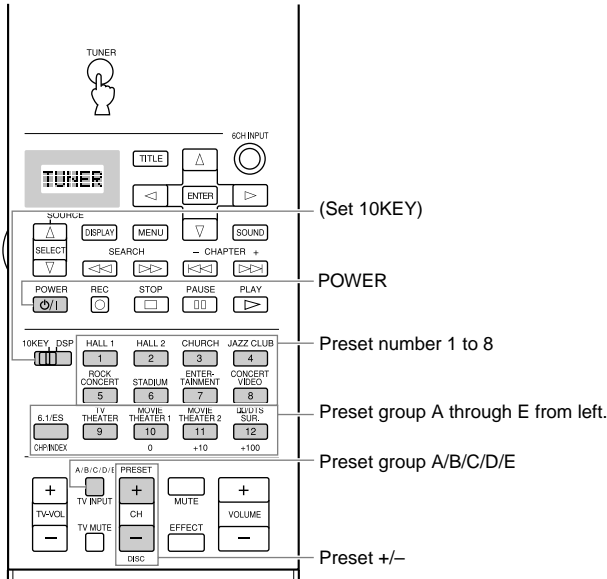 TUNER
6CH INPUT
TITLE
TUNER
ENTER
(Set 10KEY)
SOURCE
DISPLAY MENU SOUND
SELECT
SEARCH – CHAPTER +
POWER REC STOP PAUSE PLAY
POWER
10KEY DSP HALL 1 HALL 2 CHURCH JAZZ CLUB
1 2 3 4
Preset number 1 to 8
ROCK CONCERT STADIUM ENTER-TAINMENT CONCERT VIDEO
5 6 7 8
6.1/ES TV THEATER MOVIE THEATER 1 MOVIE THEATER 2 DD/DTS SUR.
9 10 11 12
Preset group A through E from left.
CHP/INDEX 0 +10 +100
A/B/C/D/E PRESET
Preset group A/B/C/D/E
+ + +
TV INPUT MUTE
TV-VOL CH VOLUME
TV MUTE EFFECT
– – –
DISC
Preset +/–